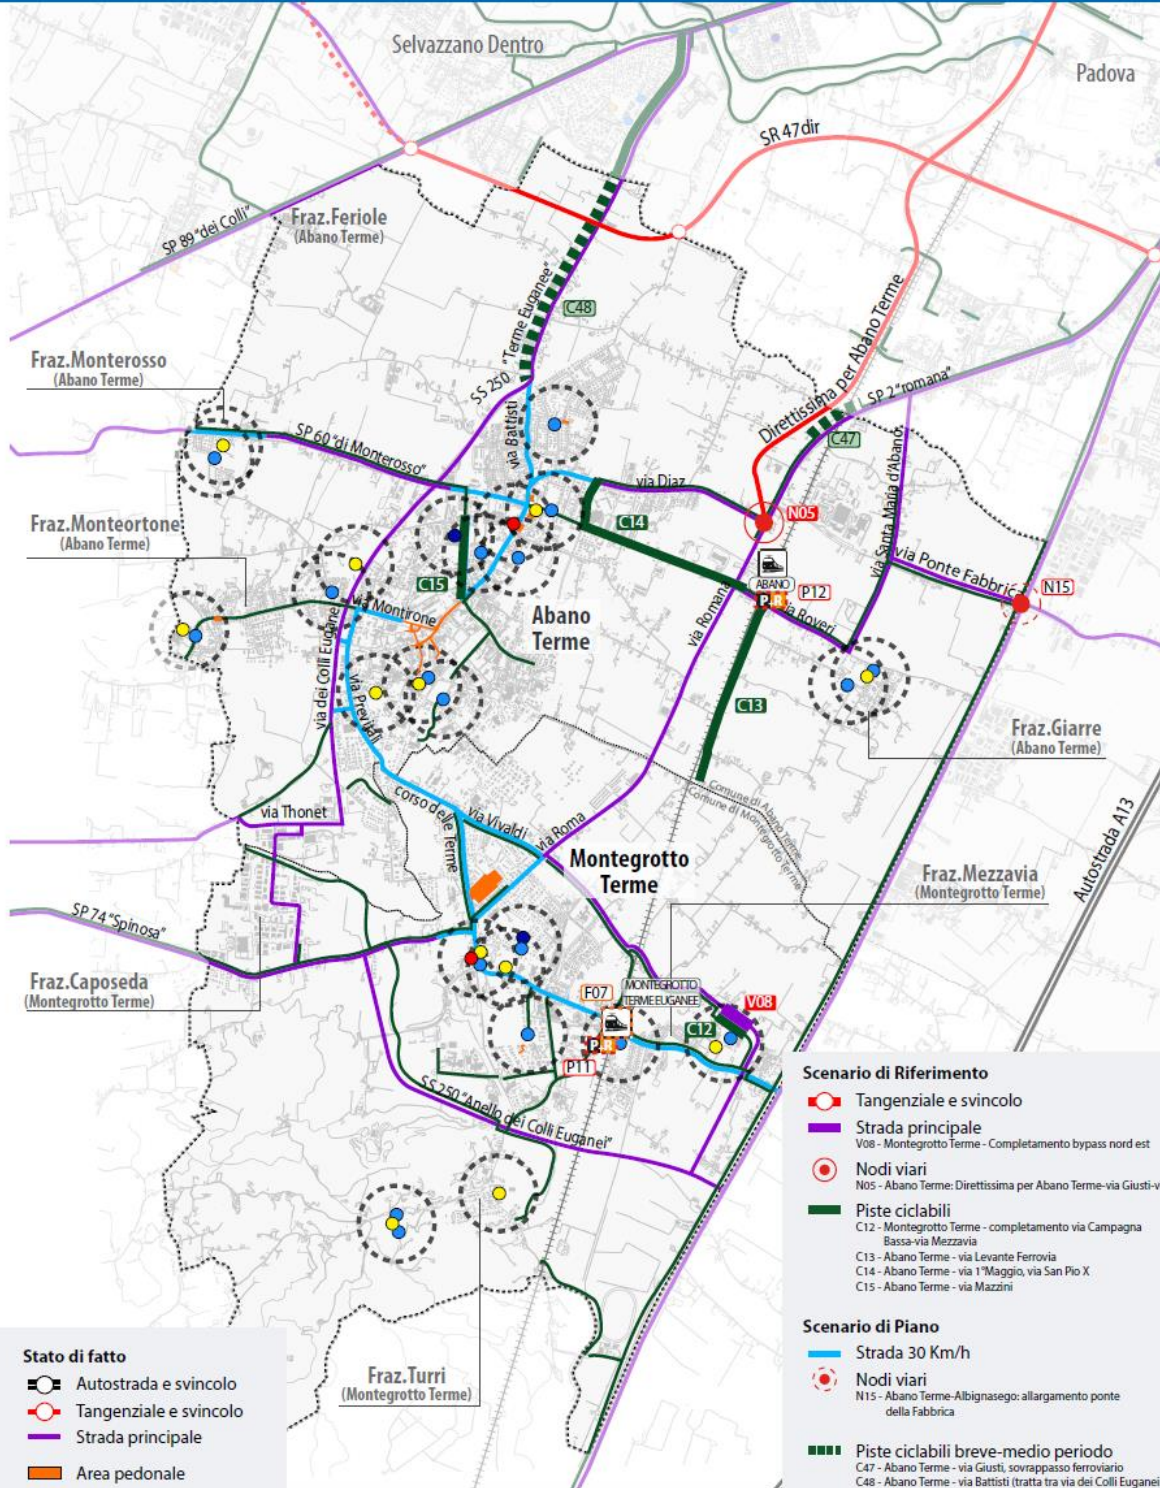 Selvazzano Dentro
Padova
SR 47dir
SP 89 "dei Colli"
Fraz.Feriole
(Abano Terme)
"Terme Euganee"
C48
Direttissima per Abano Terme
Fraz.Monterosso
(Abano Terme)
SS 250
SP 2 "romana"
via Battisti
C47
SP 60 "di Monterosso"
via Santa Maria d'Abano
via Diaz
Fraz.Monteortone
(Abano Terme)
C14
N05
via Ponte Fabbrica
ABANO
C15
P12
N15
P R
via Montirone
Abano
Terme
via Roveri
via Romana
via dei Colli Euganei
via Previtali
C13
Fraz.Giarre
(Abano Terme)
Comune di Abano Terme
Comune di Montegrotto Terme
corso delle Terme
via Thonet
via Vivaldi
via Roma
Autostrada A13
Montegrotto
Terme
Fraz.Mezzavia
(Montegrotto Terme)
SP 74 "Spinosa"
Fraz.Caposeda
(Montegrotto Terme)
F07
MONTEGROTTO
TERME EUGANEE
V08
C12
P R
P11
SS 250 "Anello dei Colli Euganei"
Fraz.Turri
(Montegrotto Terme)
Stato di fatto
Autostrada e svincolo
Tangenziale e svincolo
Strada principale
Area pedonale
Scenario di Riferimento
Tangenziale e svincolo
Strada principale
V08 - Montegrotto Terme - Completamento bypass nord est
Nodi viari
N05 - Abano Terme: Direttissima per Abano Terme-via Giusti-v
Piste ciclabili
C12 - Montegrotto Terme - completamento via Campagna
Bassa-via Mezzavia
C13 - Abano Terme - via Levante Ferrovia
C14 - Abano Terme - via 1°Maggio, via San Pio X
C15 - Abano Terme - via Mazzini
Scenario di Piano
Strada 30 Km/h
Nodi viari
N15 - Abano Terme-Albignasego: allargamento ponte
della Fabbrica
Piste ciclabili breve-medio periodo
C47 - Abano Terme - via Giusti, sovrappasso ferroviario
C48 - Abano Terme - via Battisti (tratta tra via dei Colli Euganei